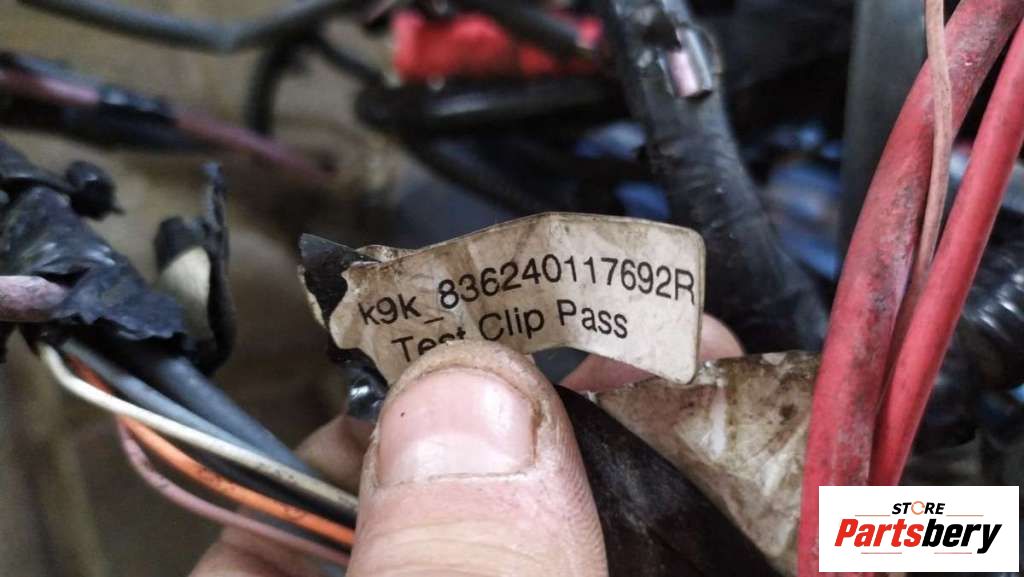 k9k_836240117692R
Test Clip Pass
STORE
Partsbery